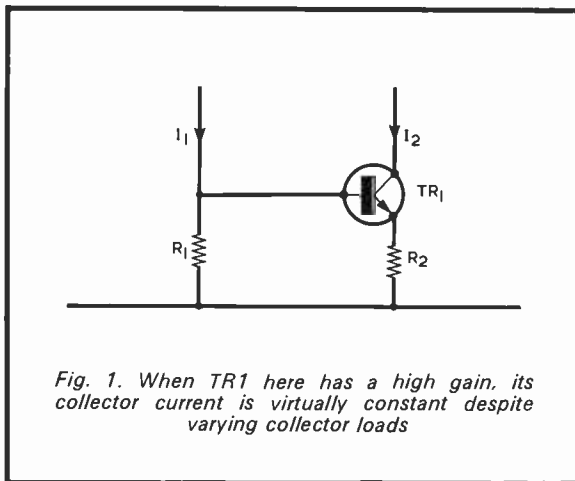 I1
I2
TR1
R1
R2
Fig. 1. When TR1 here has a high gain, its
collector current is virtually constant despite
varying collector loads